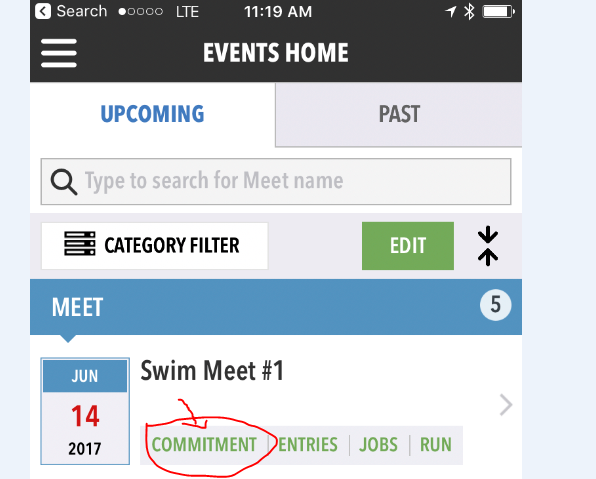 Search LTE 11:19 AM
EVENTS HOME
UPCOMING PAST
Type to search for Meet name
CATEGORY FILTER EDIT
MEET 5
JUN
14
2017
Swim Meet #1
COMMITMENT ENTRIES JOBS RUN